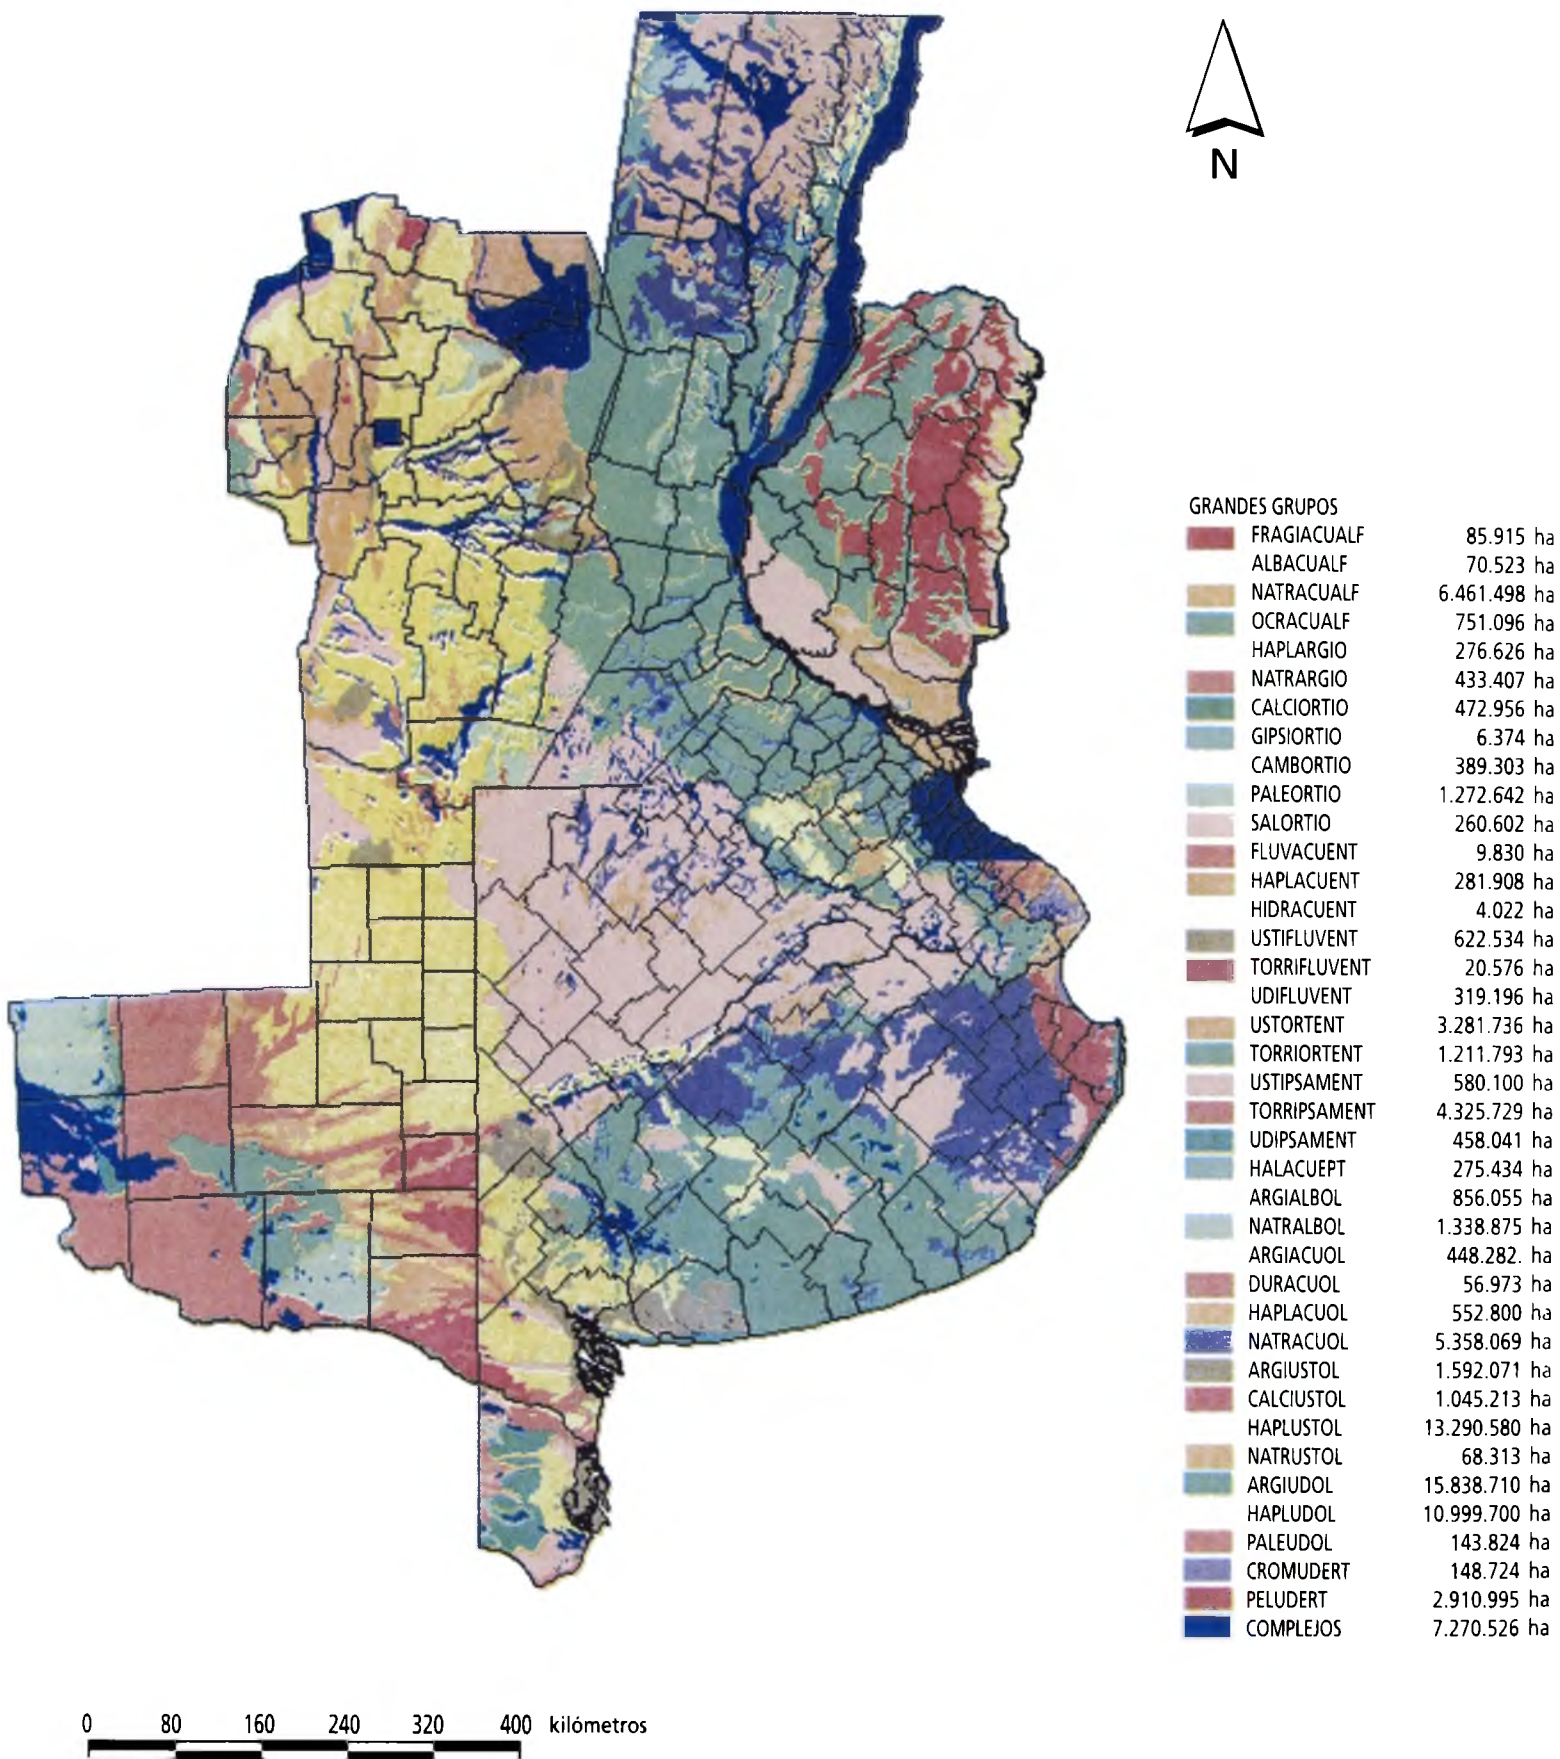 N
GRANDES GRUPOS
FRAGIACUALF 85.915 ha
ALBACUALF 70.523 ha
NATRACUALF 6.461.498 ha
OCRACUALF 751.096 ha
HAPLARGIO 276.626 ha
NATRARGIO 433.407 ha
CALCIORTIO 472.956 ha
GIPSIORTIO 6.374 ha
CAMBORTIO 389.303 ha
PALEORTIO 1.272.642 ha
SALORTIO 260.602 ha
FLUVACUENT 9.830 ha
HAPLACUENT 281.908 ha
HIDRACUENT 4.022 ha
USTIFLUVENT 622.534 ha
TORRIFLUVENT 20.576 ha
UDIFLUVENT 319.196 ha
USTORTENT 3.281.736 ha
TORRIORTENT 1.211.793 ha
USTIPSAMENT 580.100 ha
TORRIPSAMENT 4.325.729 ha
UDIPSAMENT 458.041 ha
HALACUEPT 275.434 ha
ARGIALBOL 856.055 ha
NATRALBOL 1.338.875 ha
ARGIACUOL 448.282. ha
DURACUOL 56.973 ha
HAPLACUOL 552.800 ha
NATRACUOL 5.358.069 ha
ARGIUSTOL 1.592.071 ha
CALCIUSTOL 1.045.213 ha
HAPLUSTOL 13.290.580 ha
NATRUSTOL 68.313 ha
ARGIUDOL 15.838.710 ha
HAPLUDOL 10.999.700 ha
PALEUDOL 143.824 ha
CROMUDERT 148.724 ha
PELUDERT 2.910.995 ha
COMPLEJOS 7.270.526 ha
0 80 160 240 320 400 kilómetros